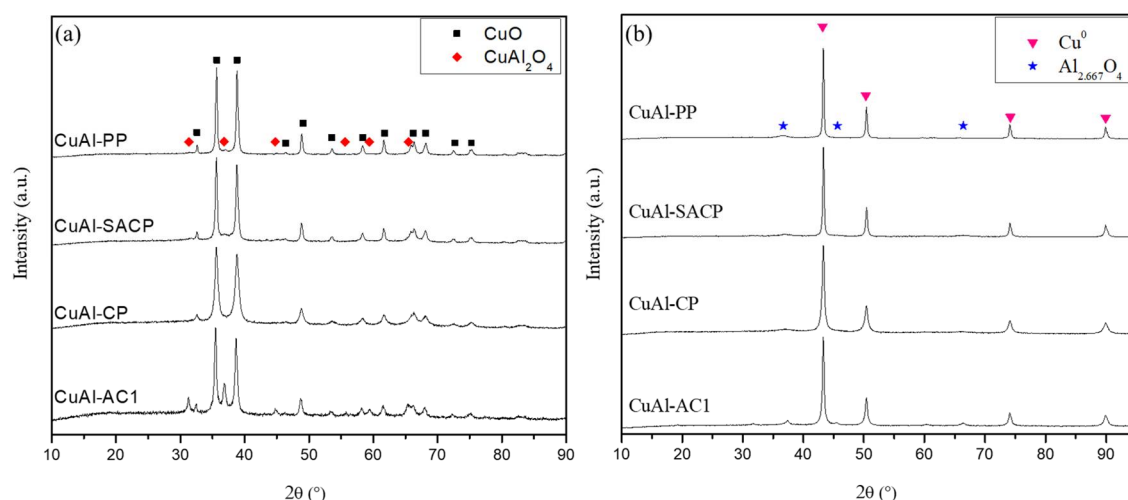 (a)
CuO
CuAl2O4
CuAl-PP
CuAl-SACP
CuAl-CP
CuAl-AC1
Intensity (a.u.)
10 20 30 40 50 60 70 80 90
2θ (°)
(b)
Cu0
Al2.667O4
CuAl-PP
CuAl-SACP
CuAl-CP
CuAl-AC1
Intensity (a.u.)
10 20 30 40 50 60 70 80 90
2θ (°)